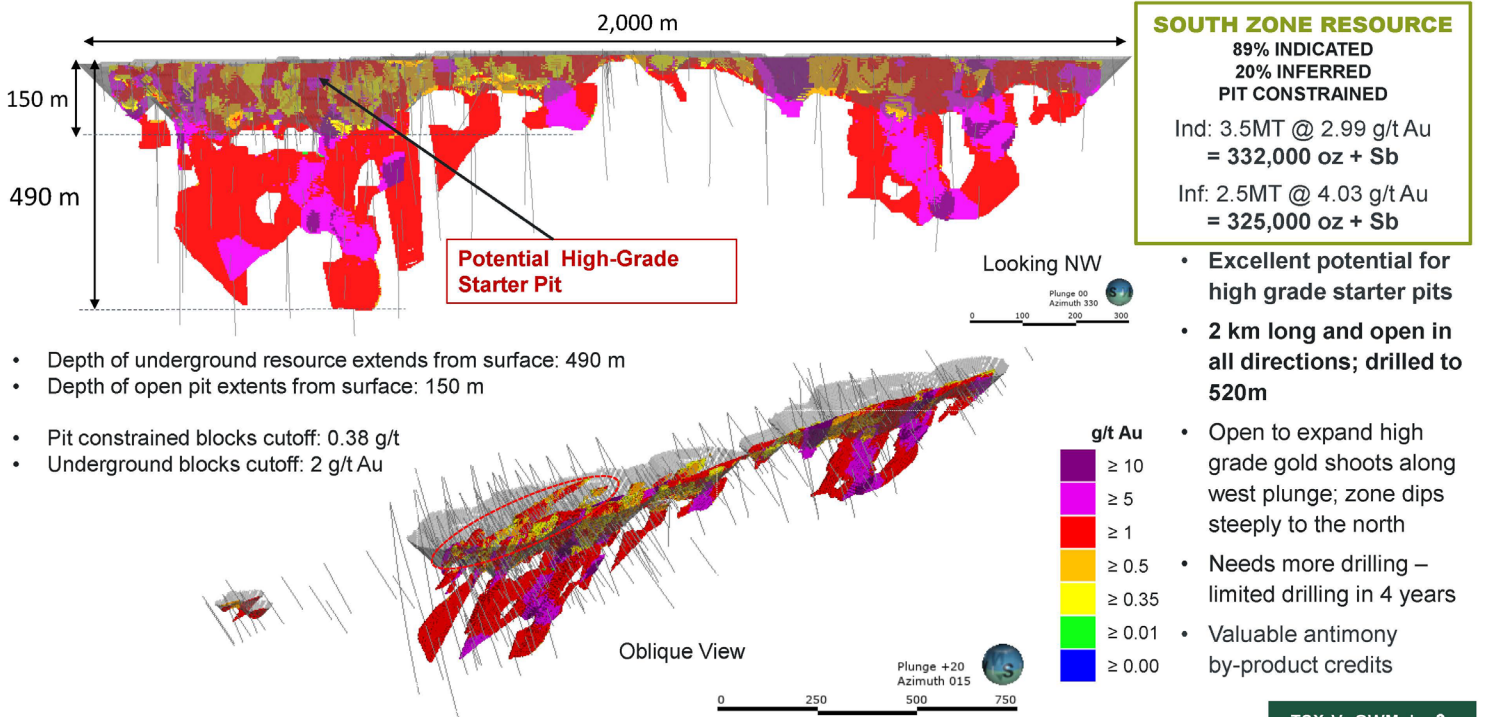 2,000 m
150 m
490 m
Potential High-Grade
Starter Pit
Looking NW
Plunge 00
Azimuth 330
0 100 200 300
SOUTH ZONE RESOURCE
89% INDICATED
20% INFERRED
PIT CONSTRAINED
Ind: 3.5MT @ 2.99 g/t Au
= 332,000 oz + Sb
Inf: 2.5MT @ 4.03 g/t Au
= 325,000 oz + Sb
• Excellent potential for
high grade starter pits
• 2 km long and open in
all directions; drilled to
520m
• Open to expand high
grade gold shoots along
west plunge; zone dips
steeply to the north
• Needs more drilling –
limited drilling in 4 years
• Valuable antimony
by-product credits
• Depth of underground resource extends from surface: 490 m
• Depth of open pit extents from surface: 150 m
• Pit constrained blocks cutoff: 0.38 g/t
• Underground blocks cutoff: 2 g/t Au
g/t Au
≥ 10
≥ 5
≥ 1
≥ 0.5
≥ 0.35
≥ 0.01
≥ 0.00
Oblique View
Plunge +20
Azimuth 015
0 250 500 750